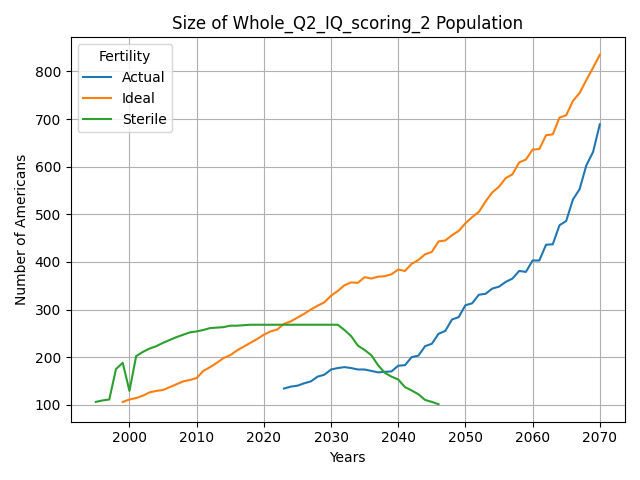 Size of Whole_Q2_IQ_scoring_2 Population
Fertility
Actual
Ideal
Sterile
Number of Americans
800
700
600
500
400
300
200
100
2000 2010 2020 2030 2040 2050 2060 2070
Years